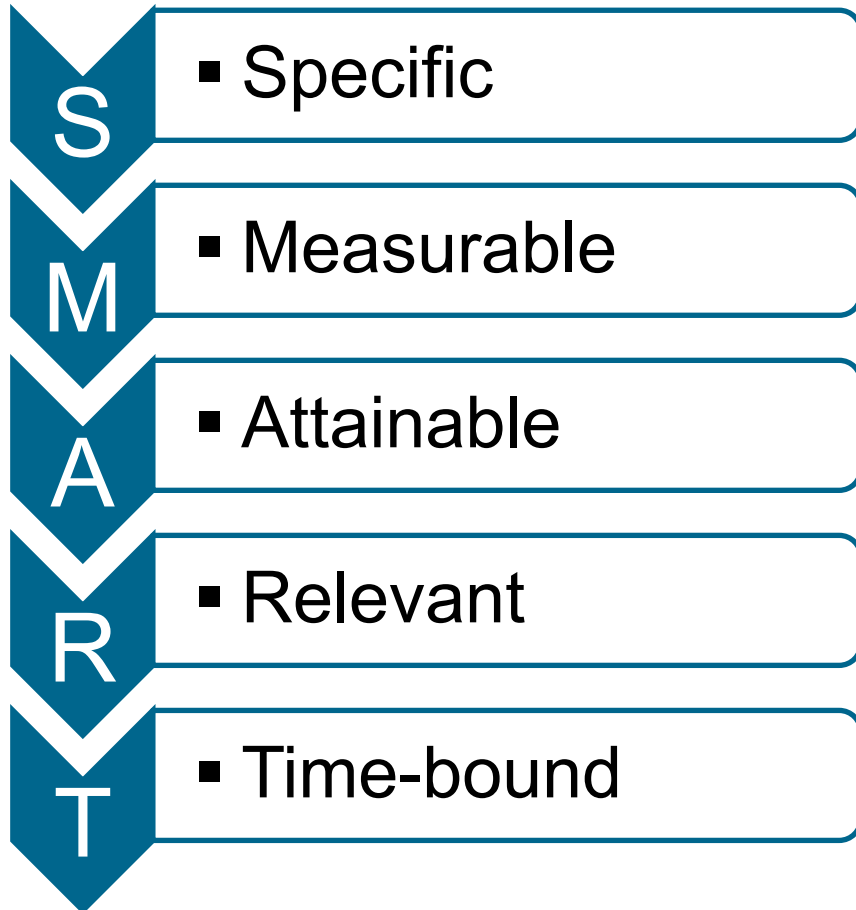 S
▪ Specific
M
▪ Measurable
A
▪ Attainable
R
▪ Relevant
T
▪ Time-bound